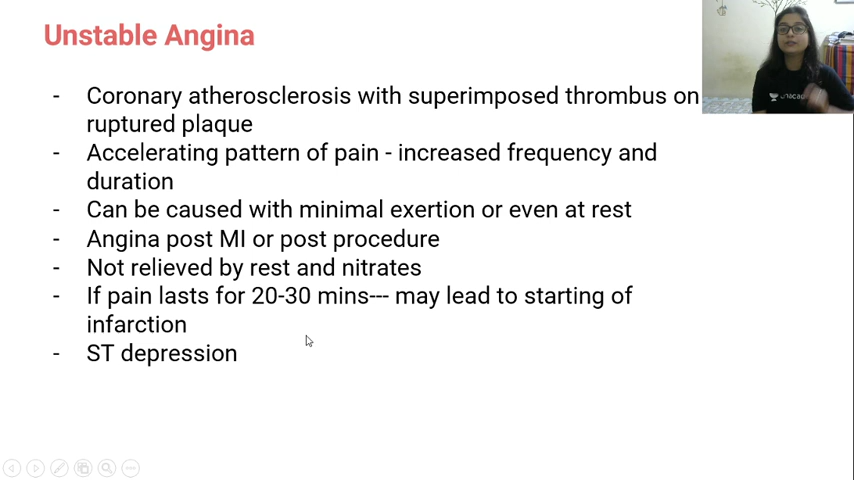 Unstable Angina
- Coronary atherosclerosis with superimposed thrombus on
ruptured plaque
- Accelerating pattern of pain - increased frequency and
duration
- Can be caused with minimal exertion or even at rest
- Angina post MI or post procedure
- Not relieved by rest and nitrates
- If pain lasts for 20-30 mins--- may lead to starting of
infarction
- ST depression